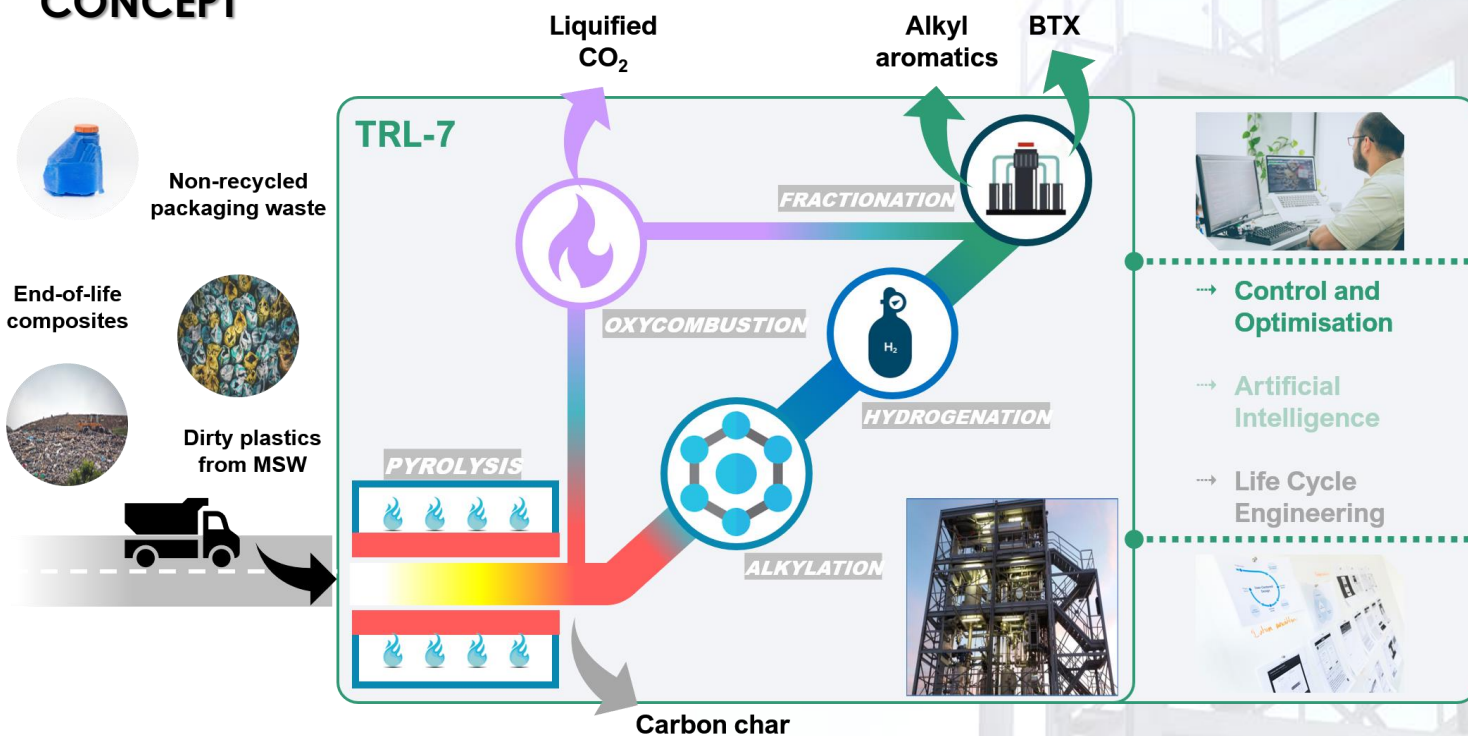 CONCEPT
Liquified
CO₂
Alkyl
aromatics
BTX
TRL-7
Non-recycled
packaging waste
FRACTIONATION
End-of-life
composites
OXYCOMBUSTION
H₂
Control and
Optimisation
HYDROGENATION
Artificial
Intelligence
Dirty plastics
from MSW
PYROLYSIS
Life Cycle
Engineering
ALKYLATION
Carbon char